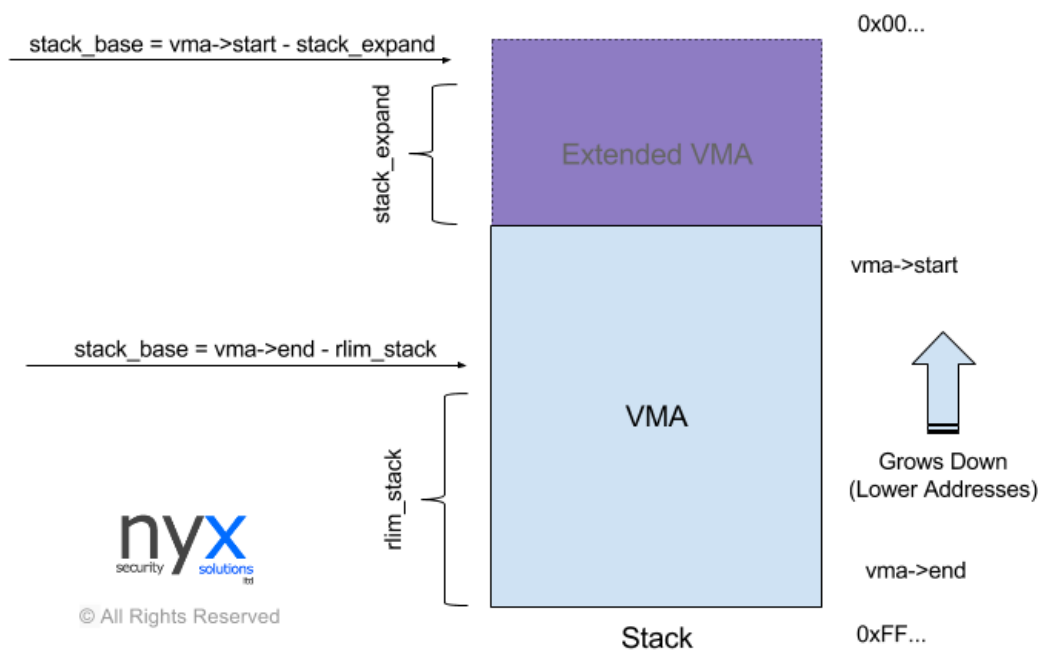 0x00...
stack_base = vma->start - stack_expand
stack_expand
Extended VMA
vma->start
stack_base = vma->end - rlim_stack
VMA
rlim_stack
Grows Down
(Lower Addresses)
nyx
security solutions
ltd
vma->end
© All Rights Reserved
Stack
0xFF...